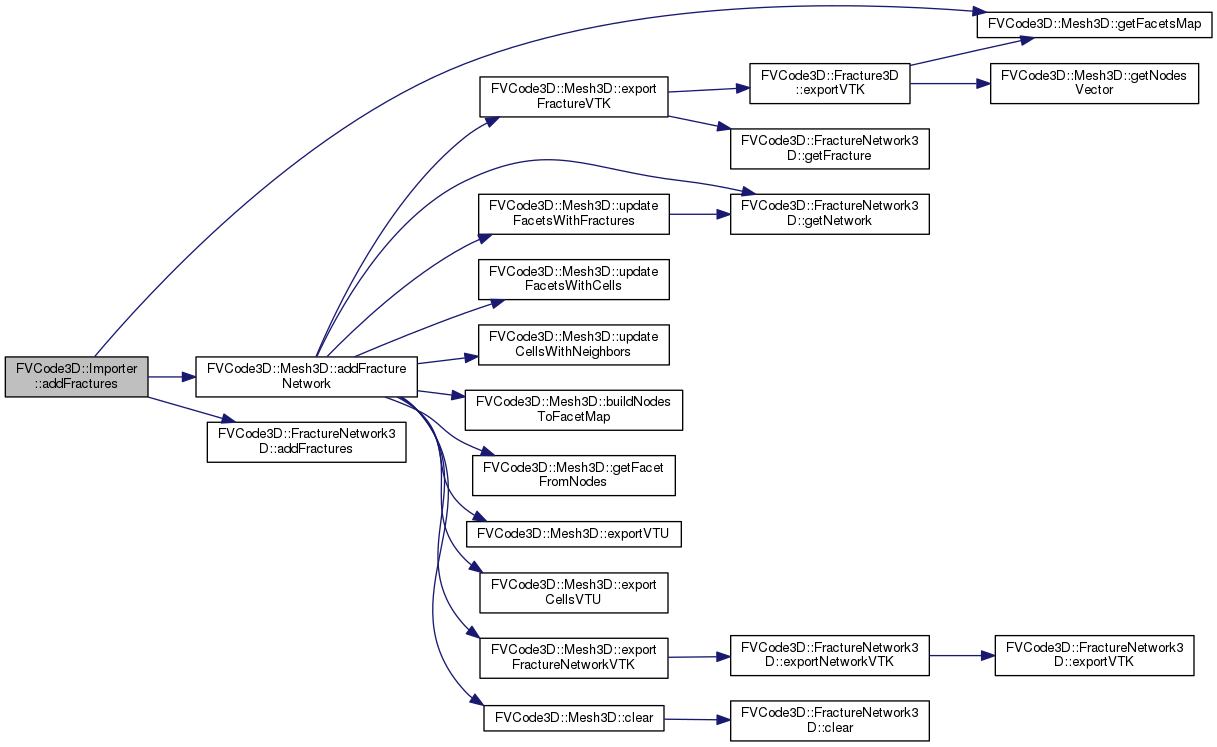 FVCode3D::Importer
::addFractures
FVCode3D::Mesh3D::addFracture
Network
FVCode3D::FractureNetwork3
D::addFractures
FVCode3D::Mesh3D::export
FractureVTK
FVCode3D::Mesh3D::update
FacetsWithFractures
FVCode3D::Mesh3D::update
FacetsWithCells
FVCode3D::Mesh3D::update
CellsWithNeighbors
FVCode3D::Mesh3D::buildNodes
ToFacetMap
FVCode3D::Mesh3D::getFacet
FromNodes
FVCode3D::Mesh3D::exportVTU
FVCode3D::Mesh3D::export
CellsVTU
FVCode3D::Mesh3D::export
FractureNetworkVTK
FVCode3D::Mesh3D::clear
FVCode3D::Fracture3D
::exportVTK
FVCode3D::FractureNetwork3
D::getFracture
FVCode3D::FractureNetwork3
D::getNetwork
FVCode3D::FractureNetwork3
D::exportNetworkVTK
FVCode3D::FractureNetwork3
D::clear
FVCode3D::Mesh3D::getFacetsMap
FVCode3D::Mesh3D::getNodes
Vector
FVCode3D::FractureNetwork3
D::exportVTK